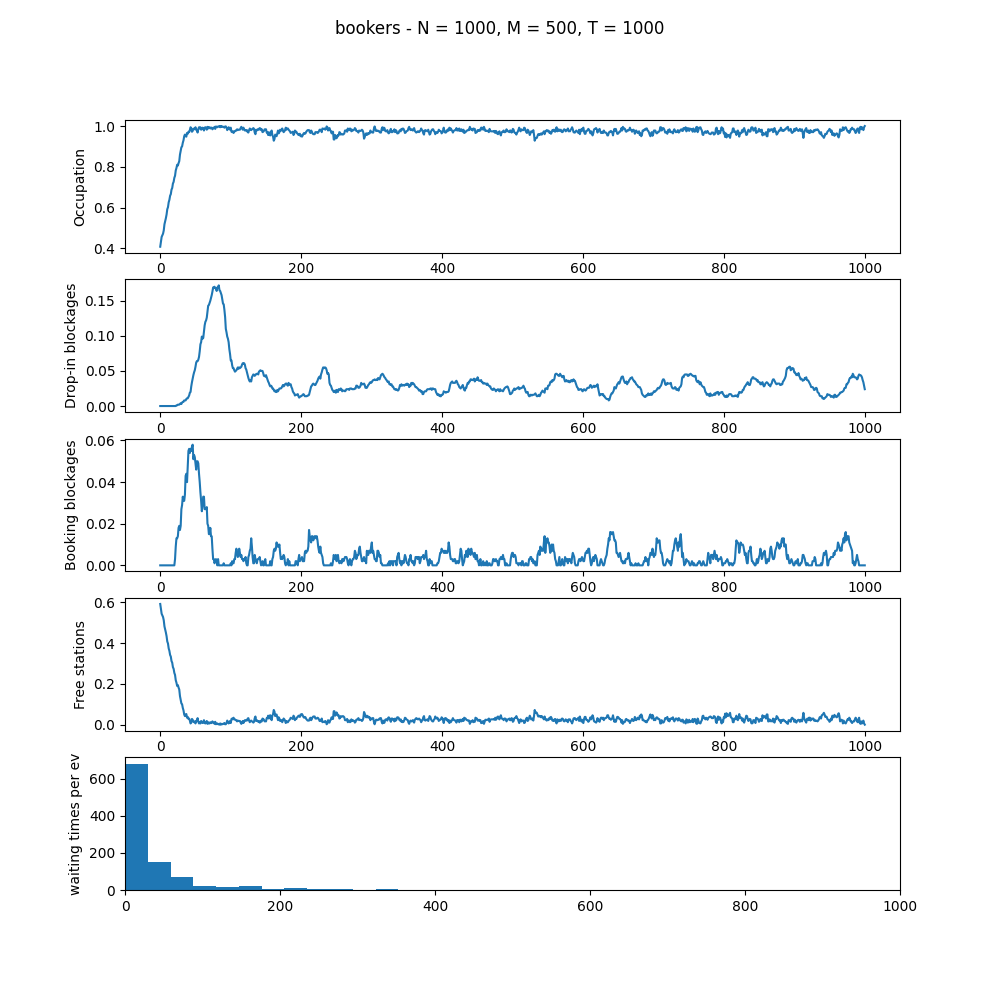 bookers - N = 1000, M = 500, T = 1000
1.0
0.8
0.6
0.4
Occupation
0 200 400 600 800 1000
0.15
0.10
0.05
0.00
Drop-in blockages
0 200 400 600 800 1000
0.06
0.04
0.02
0.00
Booking blockages
0 200 400 600 800 1000
0.6
0.4
0.2
0.0
Free stations
0 200 400 600 800 1000
600
400
200
0
waiting times per ev
0 200 400 600 800 1000